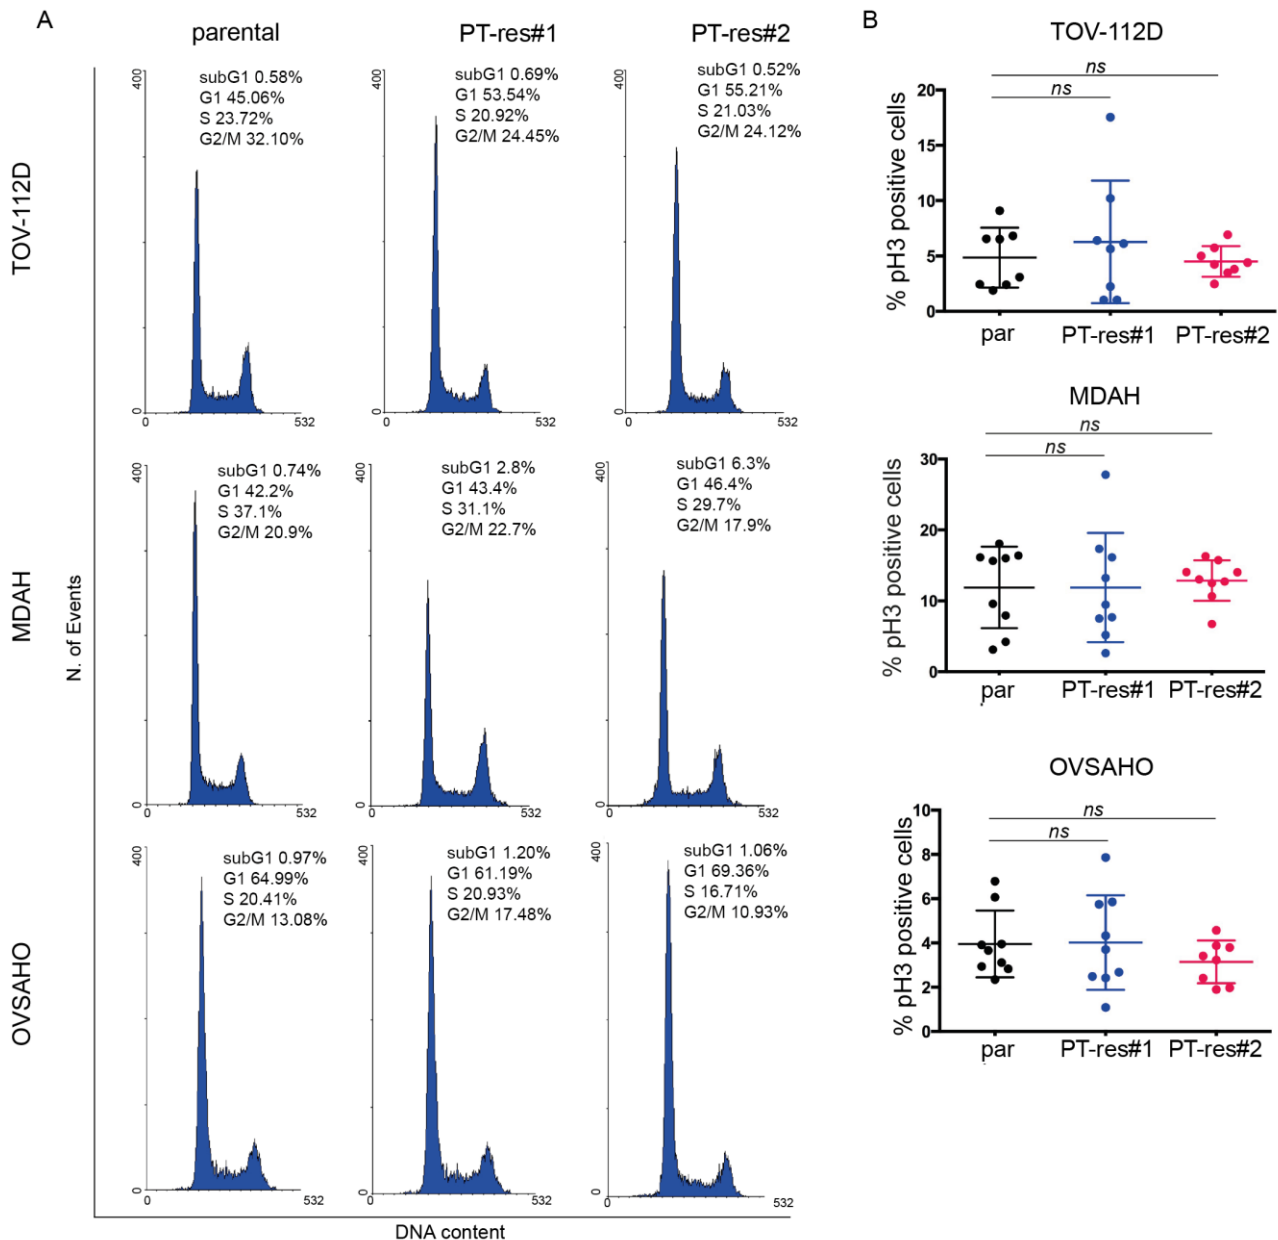 A
parental
PT-res#1
PT-res#2
TOV-112D
400
subG1 0.58%
G1 45.06%
S 23.72%
G2/M 32.10%
0
0
532
400
subG1 0.69%
G1 53.54%
S 20.92%
G2/M 24.45%
0
0
532
400
subG1 0.52%
G1 55.21%
S 21.03%
G2/M 24.12%
0
0
532
MDAH
N. of Events
400
subG1 0.74%
G1 42.2%
S 37.1%
G2/M 20.9%
0
0
532
400
subG1 2.8%
G1 43.4%
S 31.1%
G2/M 22.7%
0
0
532
400
subG1 6.3%
G1 46.4%
S 29.7%
G2/M 17.9%
0
0
532
OVSAHO
400
subG1 0.97%
G1 64.99%
S 20.41%
G2/M 13.08%
0
0
532
400
subG1 1.20%
G1 61.19%
S 20.93%
G2/M 17.48%
0
0
532
400
subG1 1.06%
G1 69.36%
S 16.71%
G2/M 10.93%
0
0
532
DNA content
B
TOV-112D
ns
ns
% pH3 positive cells
20
15
10
5
0
par
PT-res#1
PT-res#2
MDAH
ns
ns
% pH3 positive cells
30
20
10
0
par
PT-res#1
PT-res#2
OVSAHO
ns
ns
% pH3 positive cells
10
8
6
4
2
0
par
PT-res#1
PT-res#2